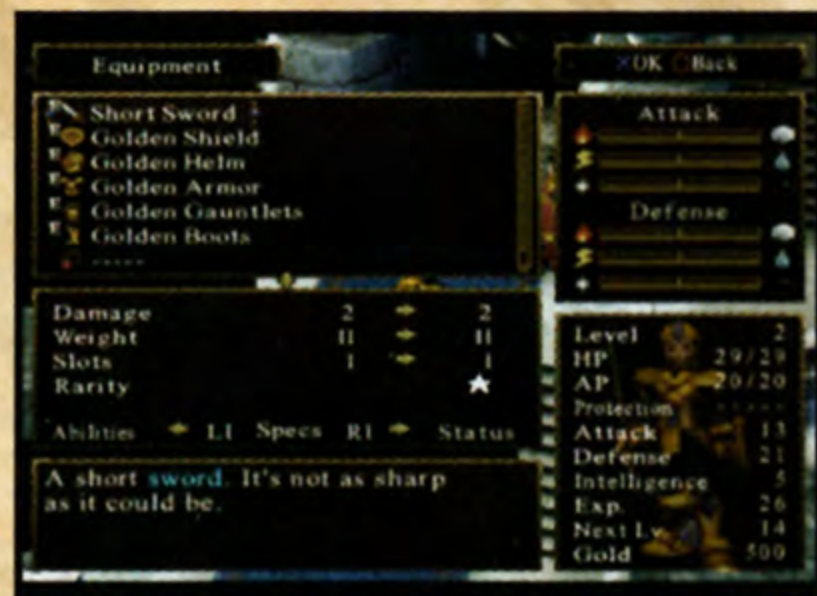 Equipment
×OK ○Back
Short Sword
E Golden Shield
E Golden Helm
E Golden Armor
E Golden Gauntlets
E Golden Boots
-----
Damage 2 2
Weight 11 11
Slots 1 1
Rarity
Abilities L1 Specs R1 Status
A short sword. It's not as sharp
as it could be.
Attack
Defense
Level 2
HP 29/29
AP 20/20
Protection -----
Attack 13
Defense 21
Intelligence 5
Exp. 26
Next Lv 14
Gold 500